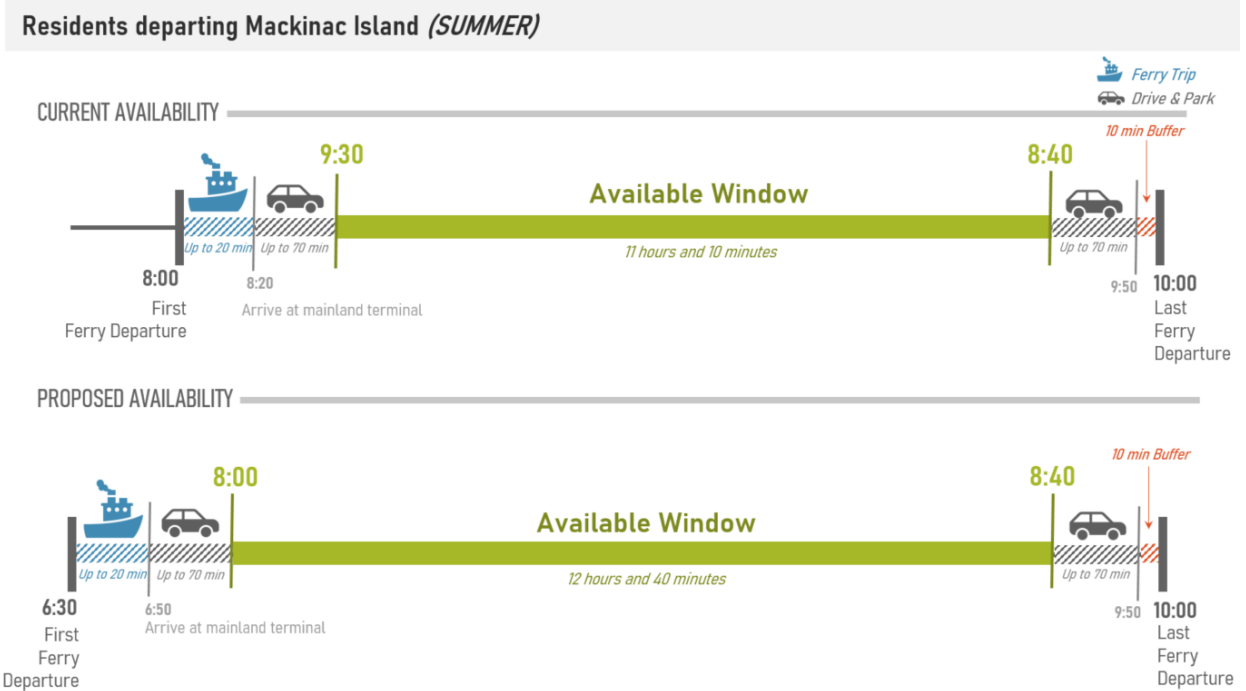 Residents departing Mackinac Island (SUMMER)
Ferry Trip
Drive & Park
CURRENT AVAILABILITY
10 min Buffer
9:30
8:40
Available Window
Up to 20 min
Up to 70 min
11 hours and 10 minutes
Up to 70 min
8:00
8:20
9:50
10:00
First
Ferry Departure
Arrive at mainland terminal
Last
Ferry
Departure
PROPOSED AVAILABILITY
10 min Buffer
8:00
8:40
Available Window
Up to 20 min
Up to 70 min
12 hours and 40 minutes
Up to 70 min
6:30
6:50
9:50
10:00
First
Ferry
Departure
Arrive at mainland terminal
Last
Ferry
Departure